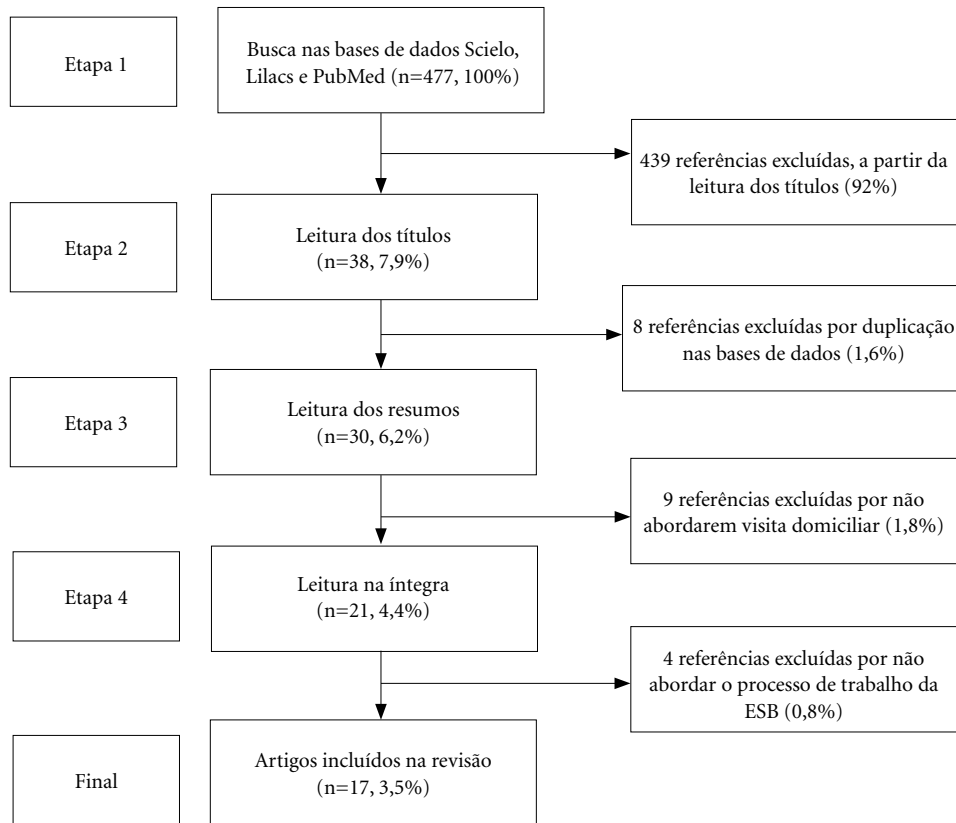 Etapa 1
Busca nas bases de dados Scielo,
Lilacs e PubMed (n=477, 100%)
439 referências excluídas, a partir da
leitura dos títulos (92%)
Etapa 2
Leitura dos títulos
(n=38, 7,9%)
8 referências excluídas por duplicação
nas bases de dados (1,6%)
Etapa 3
Leitura dos resumos
(n=30, 6,2%)
9 referências excluídas por não
abordarem visita domiciliar (1,8%)
Etapa 4
Leitura na íntegra
(n=21, 4,4%)
4 referências excluídas por não
abordar o processo de trabalho da
ESB (0,8%)
Final
Artigos incluídos na revisão
(n=17, 3,5%)